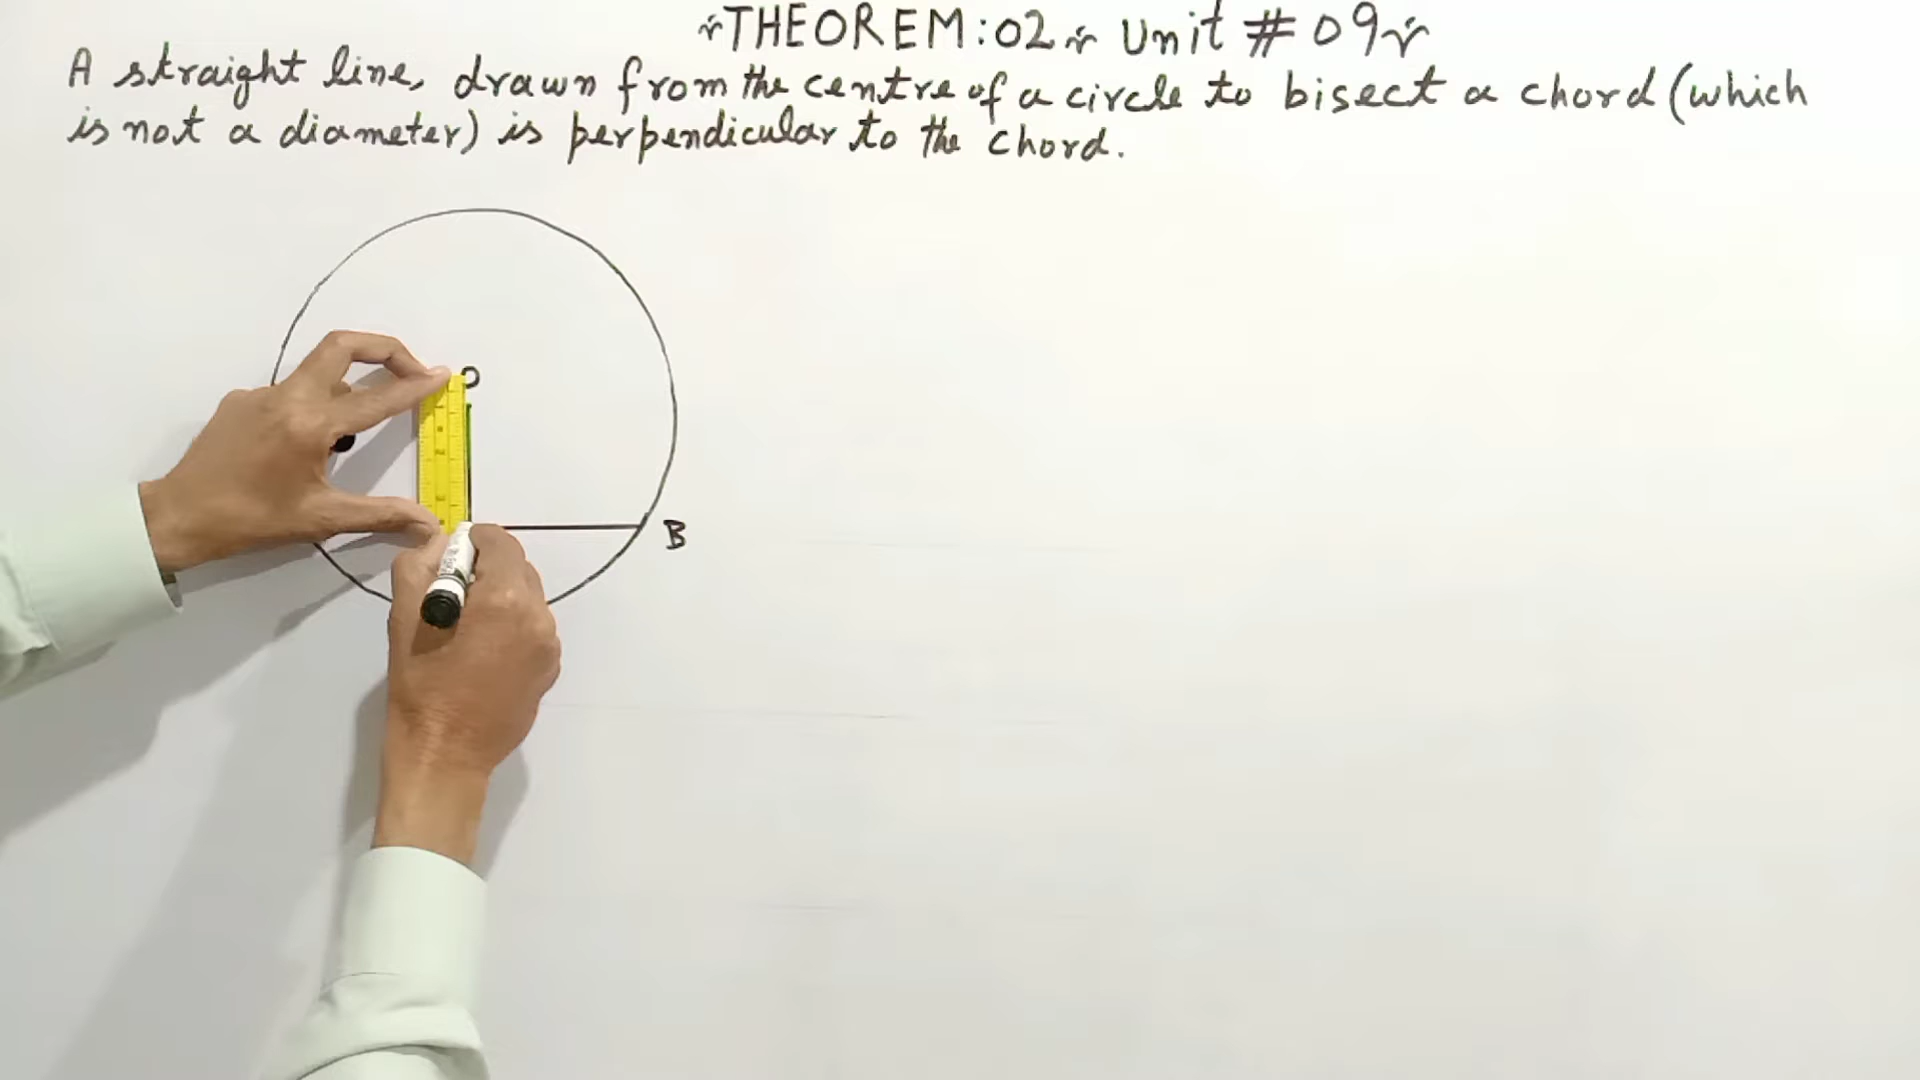 THEOREM:02 Unit # 09
A straight line, drawn from the centre of a circle to bisect a chord (which
is not a diameter) is perpendicular to the chord.
O
B